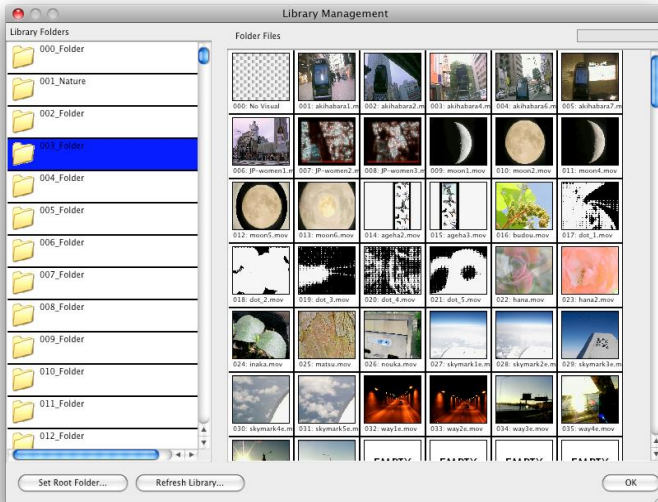 Library Management
Library Folders
Folder Files
000_Folder
001_Nature
002_Folder
003_Folder
004_Folder
005_Folder
006_Folder
007_Folder
008_Folder
009_Folder
010_Folder
011_Folder
012_Folder
000: No Visual
001: akihabara1.m
002: akihabara2.m
003: akihabara4.m
004: akihabara6.m
005: akihabara7.m
006: JP-women1.m
007: JP-women2.m
008: JP-women3.m
009: moon1.mov
010: moon2.mov
011: moon4.mov
012: moon5.mov
013: moon6.mov
014: ageha2.mov
015: ageha3.mov
016: budou.mov
017: dot_1.mov
018: dot_2.mov
019: dot_3.mov
020: dot_4.mov
021: dot_5.mov
022: hana.mov
023: hana2.mov
024: inaka.mov
025: matsu.mov
026: nouka.mov
027: skymark1e.m
028: skymark2e.m
029: skymark3e.m
030: skymark4e.m
031: skymark5e.m
032: way1e.mov
033: way2e.mov
034: way3e.mov
035: way4e.mov
EMPTY
EMPTY
EMPTY
EMPTY
Set Root Folder...
Refresh Library...
OK